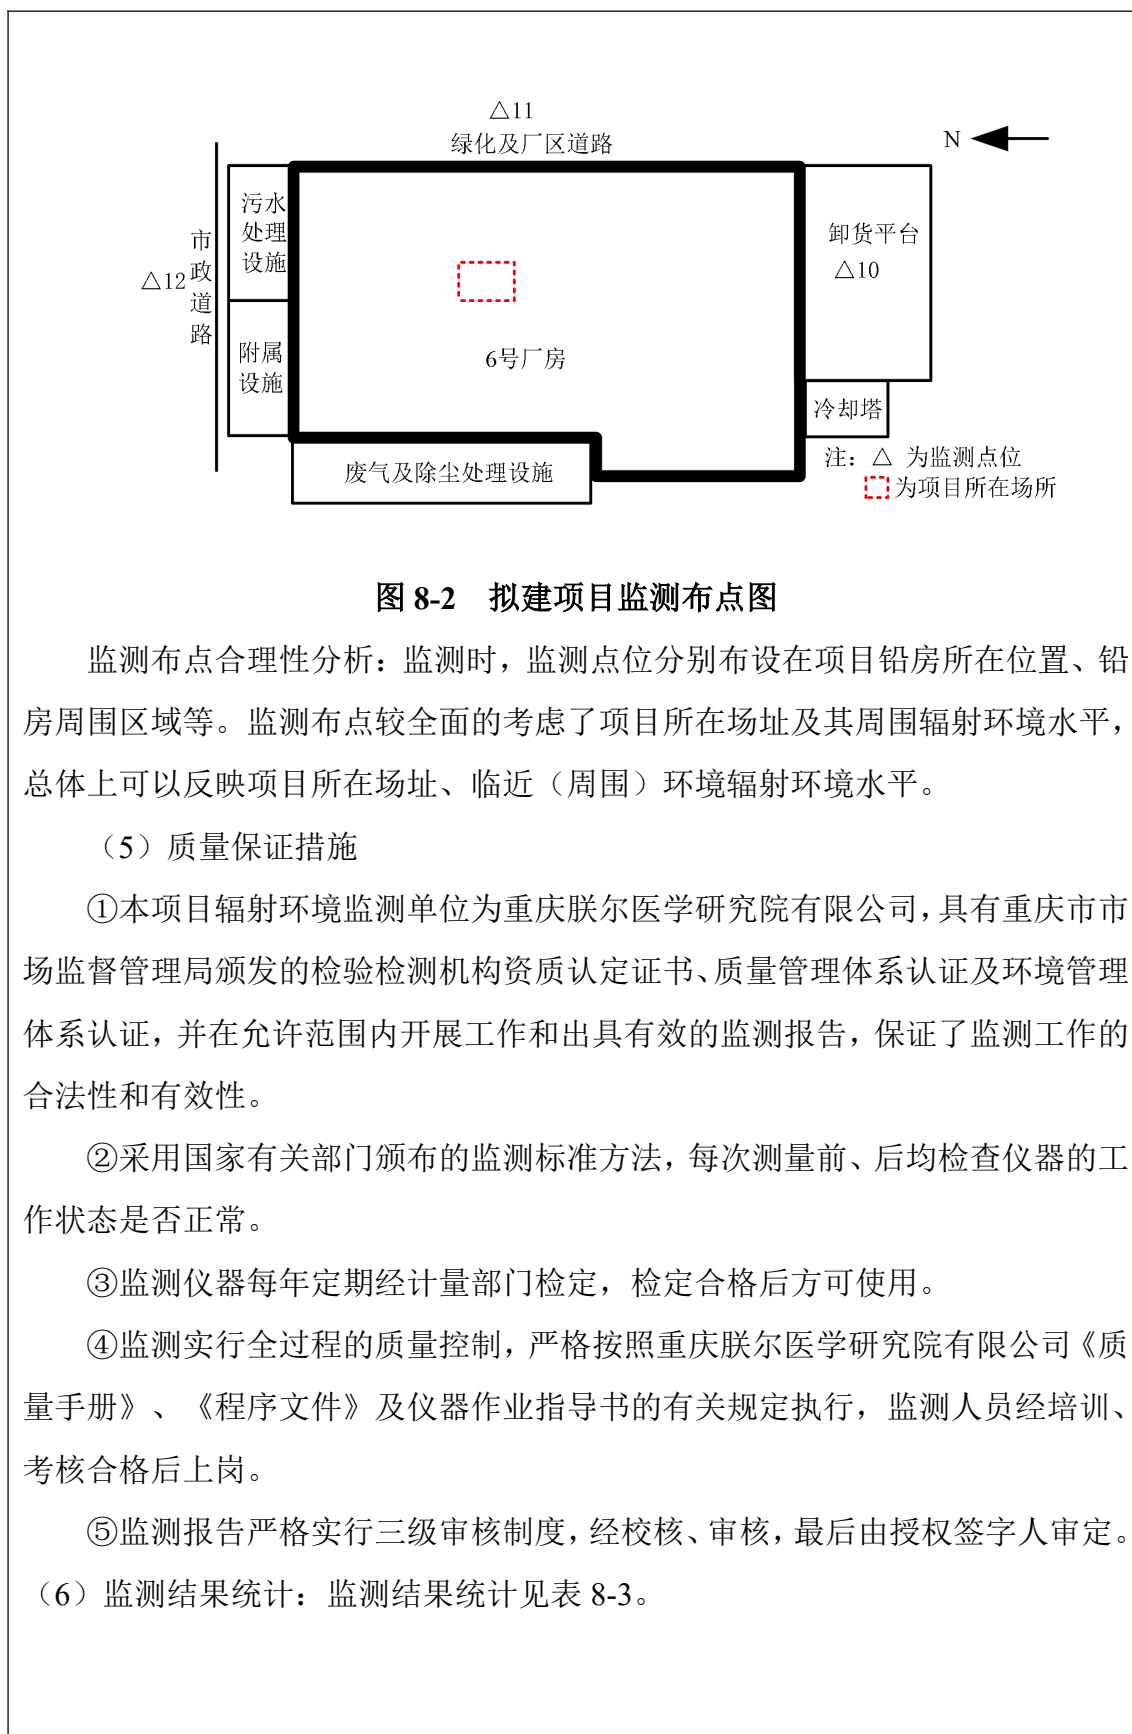 △11
绿化及厂区道路
N
污水
处理
设施
市
政
道
路
△12
卸货平台
△10
附属
设施
6号厂房
冷却塔
废气及除尘处理设施
注：△ 为监测点位
为项目所在场所
图 8-2 拟建项目监测布点图
监测布点合理性分析：监测时，监测点位分别布设在项目铅房所在位置、铅
房周围区域等。监测布点较全面的考虑了项目所在场址及其周围辐射环境水平，
总体上可以反映项目所在场址、临近（周围）环境辐射环境水平。
（5）质量保证措施
①本项目辐射环境监测单位为重庆朕尔医学研究院有限公司，具有重庆市市
场监督管理局颁发的检验检测机构资质认定证书、质量管理体系认证及环境管理
体系认证，并在允许范围内开展工作和出具有效的监测报告，保证了监测工作的
合法性和有效性。
②采用国家有关部门颁布的监测标准方法，每次测量前、后均检查仪器的工
作状态是否正常。
③监测仪器每年定期经计量部门检定，检定合格后方可使用。
④监测实行全过程的质量控制，严格按照重庆朕尔医学研究院有限公司《质
量手册》、《程序文件》及仪器作业指导书的有关规定执行，监测人员经培训、
考核合格后上岗。
⑤监测报告严格实行三级审核制度，经校核、审核，最后由授权签字人审定。
（6）监测结果统计：监测结果统计见表 8-3。